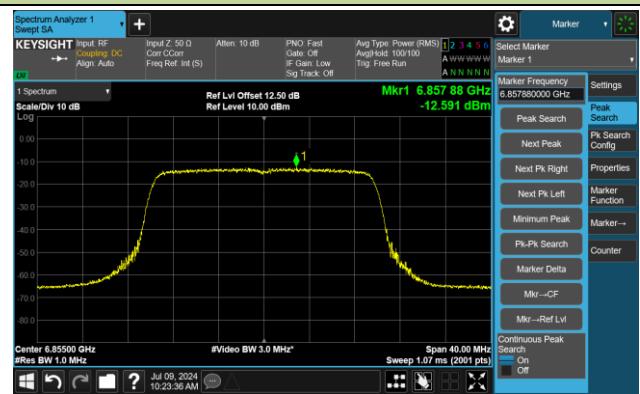 Spectrum Analyzer 1
Swept SA
Marker
KEYSIGHT
Input: RF
Coupling: DC
Align: Auto
Input Z: 50 Ω
Corr CCorr
Freq Ref: Int (S)
Atten: 10 dB
PNO: Fast
Gate: Off
IF Gain: Low
Sig Track: Off
Avg Type: Power (RMS)
Avg|Hold: 100/100
Trig: Free Run
1 2 3 4 5 6
A W W W W W
A N N N N N
Select Marker
Marker 1
1 Spectrum
Scale/Div 10 dB
Log
Ref Lvl Offset 12.50 dB
Ref Level 10.00 dBm
Mkr1 6.857 88 GHz
-12.591 dBm
0.00
-10.0
-20.0
-30.0
-40.0
-50.0
-60.0
-70.0
-80.0
1
Center 6.85500 GHz
#Res BW 1.0 MHz
#Video BW 3.0 MHz*
Span 40.00 MHz
Sweep 1.07 ms (2001 pts)
Marker Frequency
6.857880000 GHz
Peak Search
Next Peak
Next Pk Right
Next Pk Left
Minimum Peak
Pk-Pk Search
Marker Delta
Mkr→CF
Mkr→Ref Lvl
Continuous Peak
Search
On
Off
Settings
Peak
Search
Pk Search
Config
Properties
Marker
Function
Marker→
Counter
?
Jul 09, 2024
10:23:36 AM